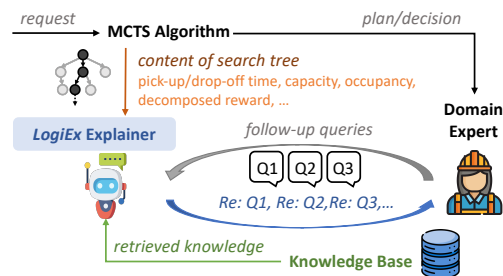 request
MCTS Algorithm
plan/decision
content of search tree
pick-up/drop-off time, capacity, occupancy,
decomposed reward, ...
LogiEx Explainer
follow-up queries
Domain
Expert
Q1 Q2 Q3
Re: Q1, Re: Q2,Re: Q3,...
retrieved knowledge
Knowledge Base